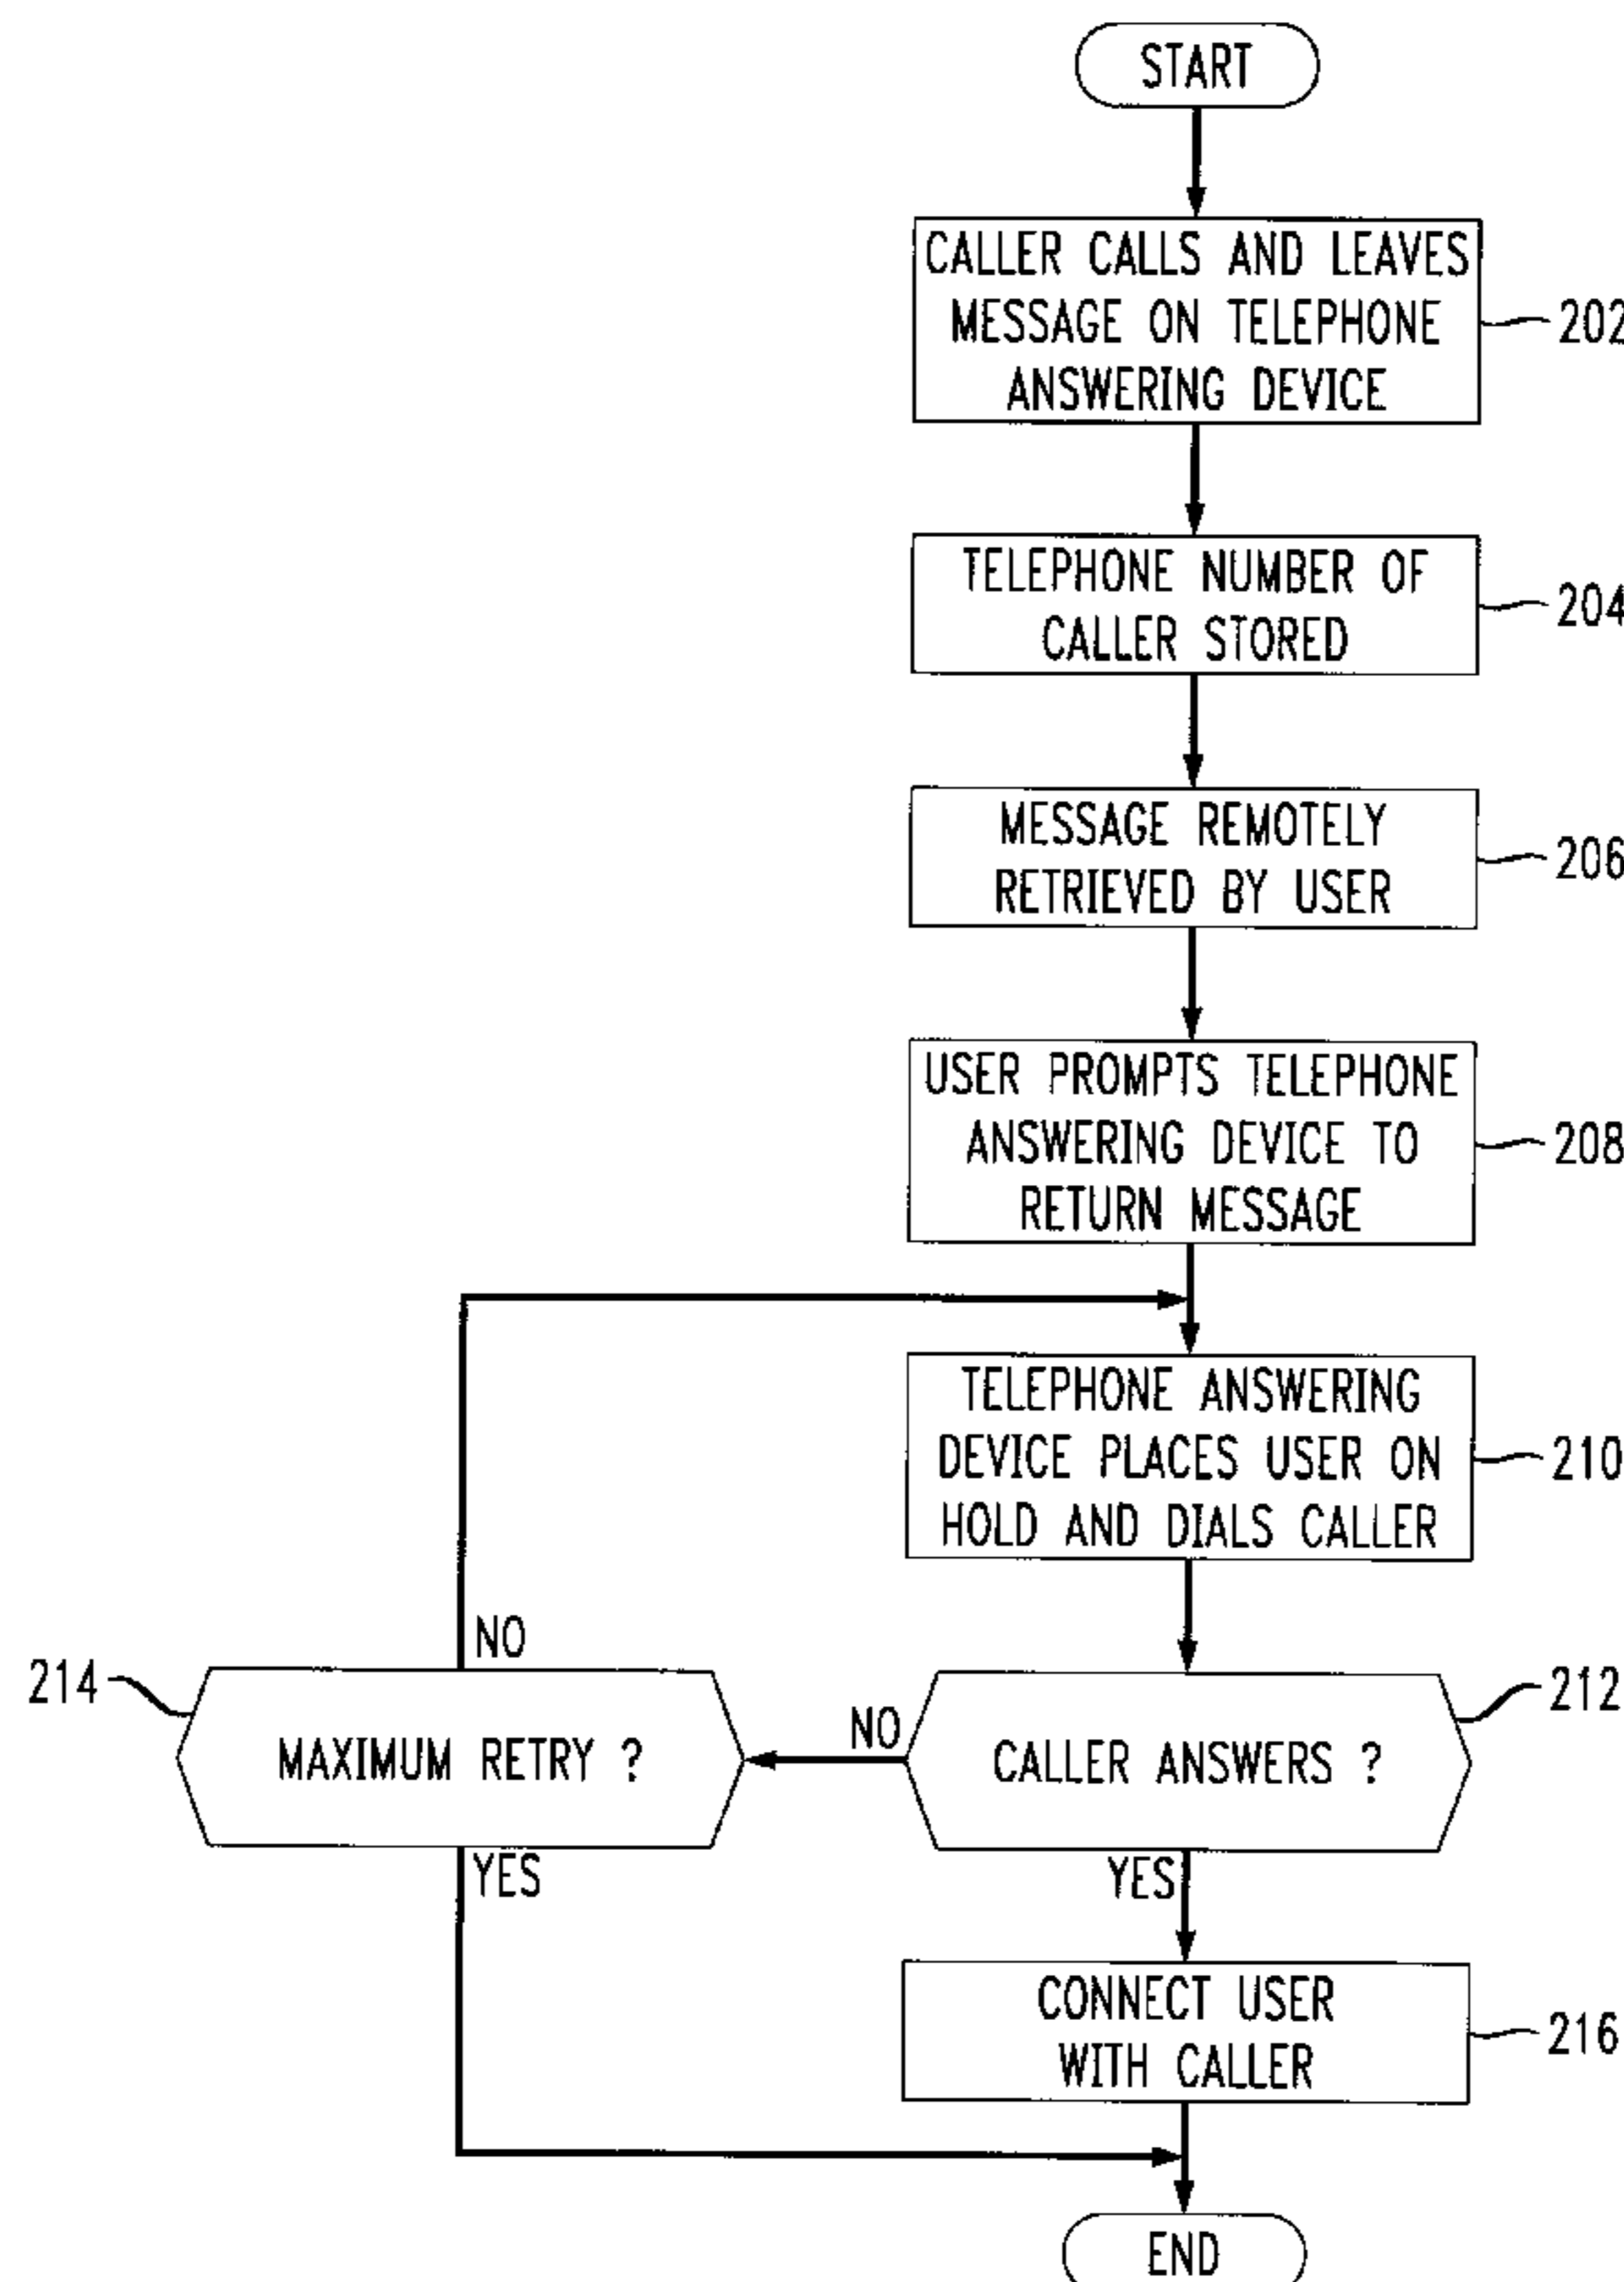 START
CALLER CALLS AND LEAVES
MESSAGE ON TELEPHONE
ANSWERING DEVICE
202
TELEPHONE NUMBER OF
CALLER STORED
204
MESSAGE REMOTELY
RETRIEVED BY USER
206
USER PROMPTS TELEPHONE
ANSWERING DEVICE TO
RETURN MESSAGE
208
TELEPHONE ANSWERING
DEVICE PLACES USER ON
HOLD AND DIALS CALLER
210
NO
214
MAXIMUM RETRY ?
YES
NO
CALLER ANSWERS ?
212
YES
CONNECT USER
WITH CALLER
216
END